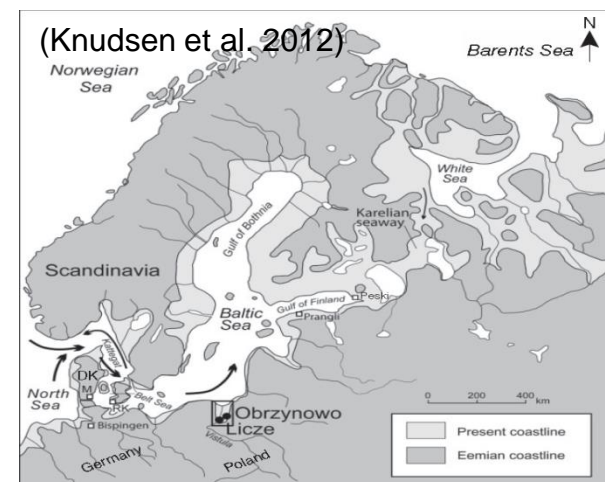 (Knudsen et al. 2012)
N
Barents Sea
Norwegian
Sea
White
Sea
Karelian
seaway
Gulf of Bothnia
Scandinavia
Baltic
Sea
Gulf of Finland
Peski
Prangli
Kattegat
DK
M
RK
Belt Sea
North
Sea
Bispingen
Obrzynowo
Licze
Vistula
Germany
Poland
0 200 400
km
Present coastline
Eemian coastline